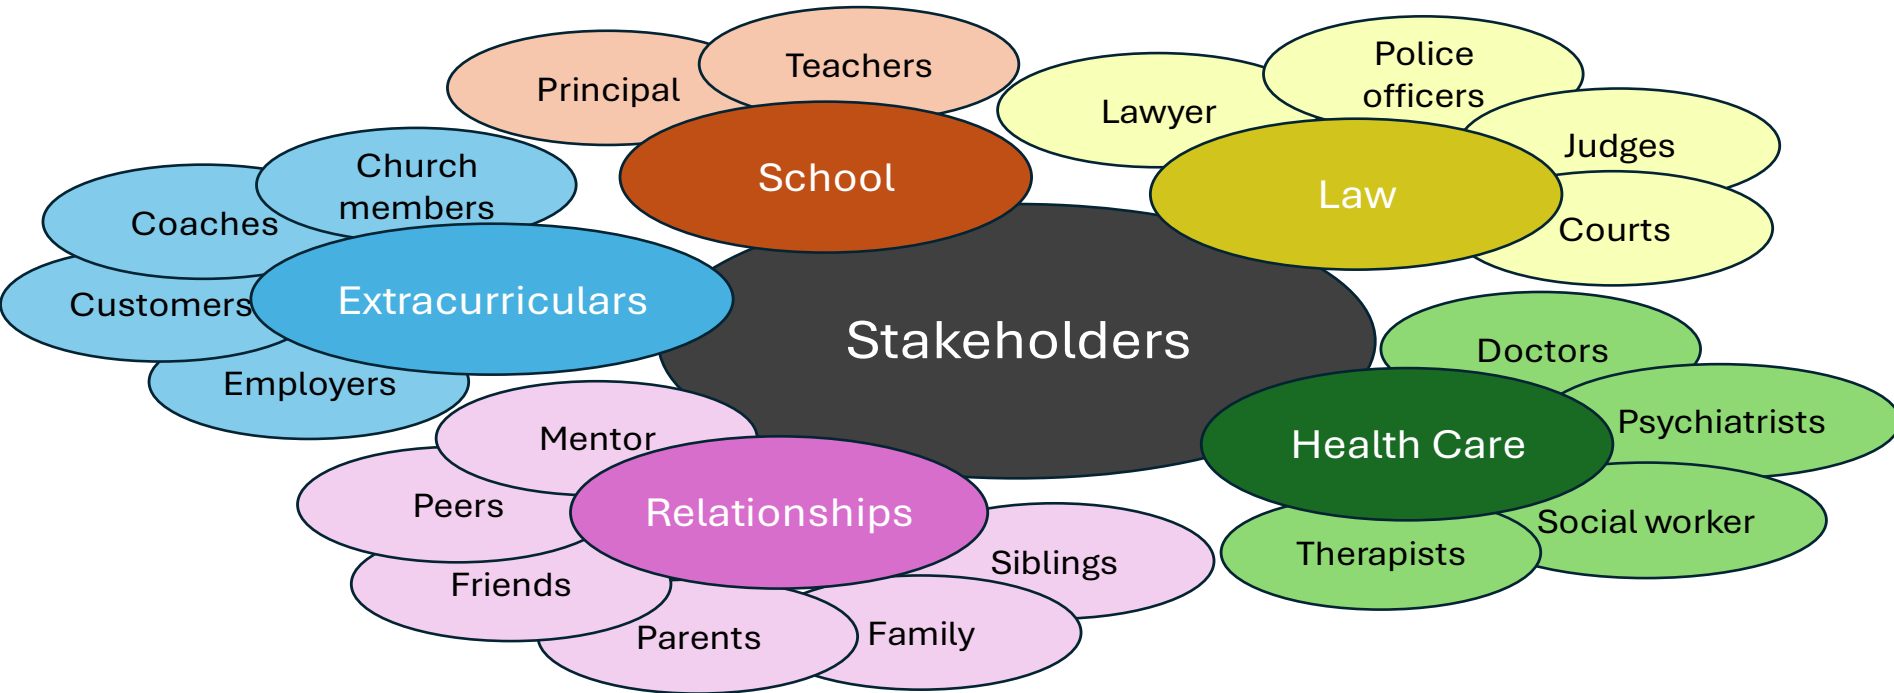 Teachers
Principal
School
Police
officers
Lawyer
Judges
Law
Courts
Church
members
Coaches
Customers
Extracurriculars
Employers
Stakeholders
Doctors
Psychiatrists
Health Care
Social worker
Therapists
Mentor
Peers
Relationships
Friends
Siblings
Parents
Family